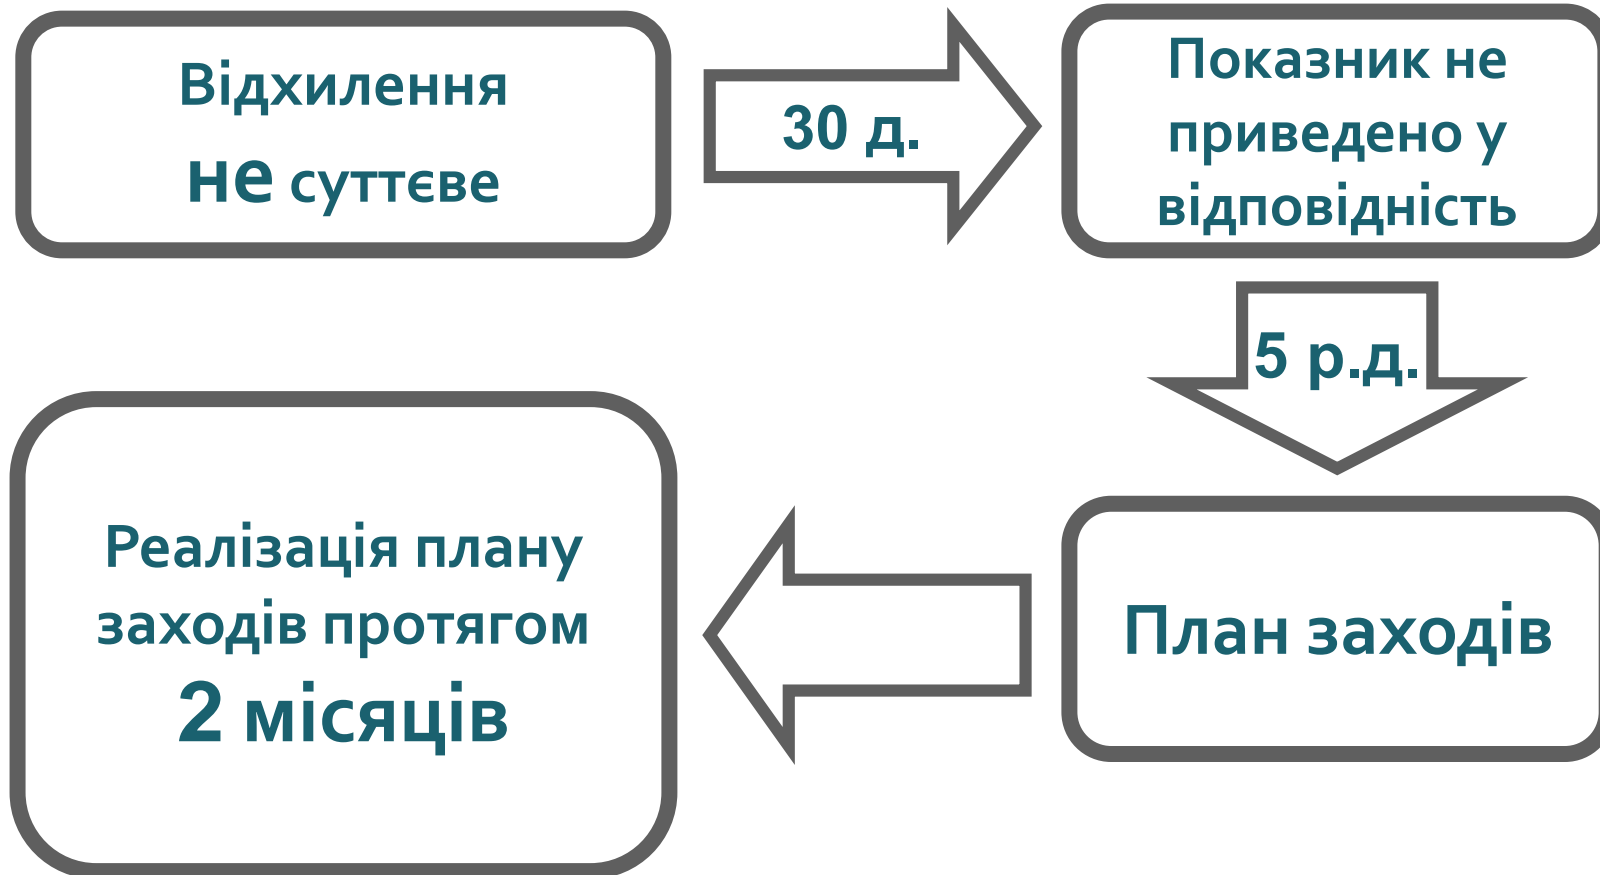 Відхилення
не суттєве
30 д.
Показник не
приведено у
відповідність
5 р.д.
План заходів
Реалізація плану
заходів протягом
2 місяців